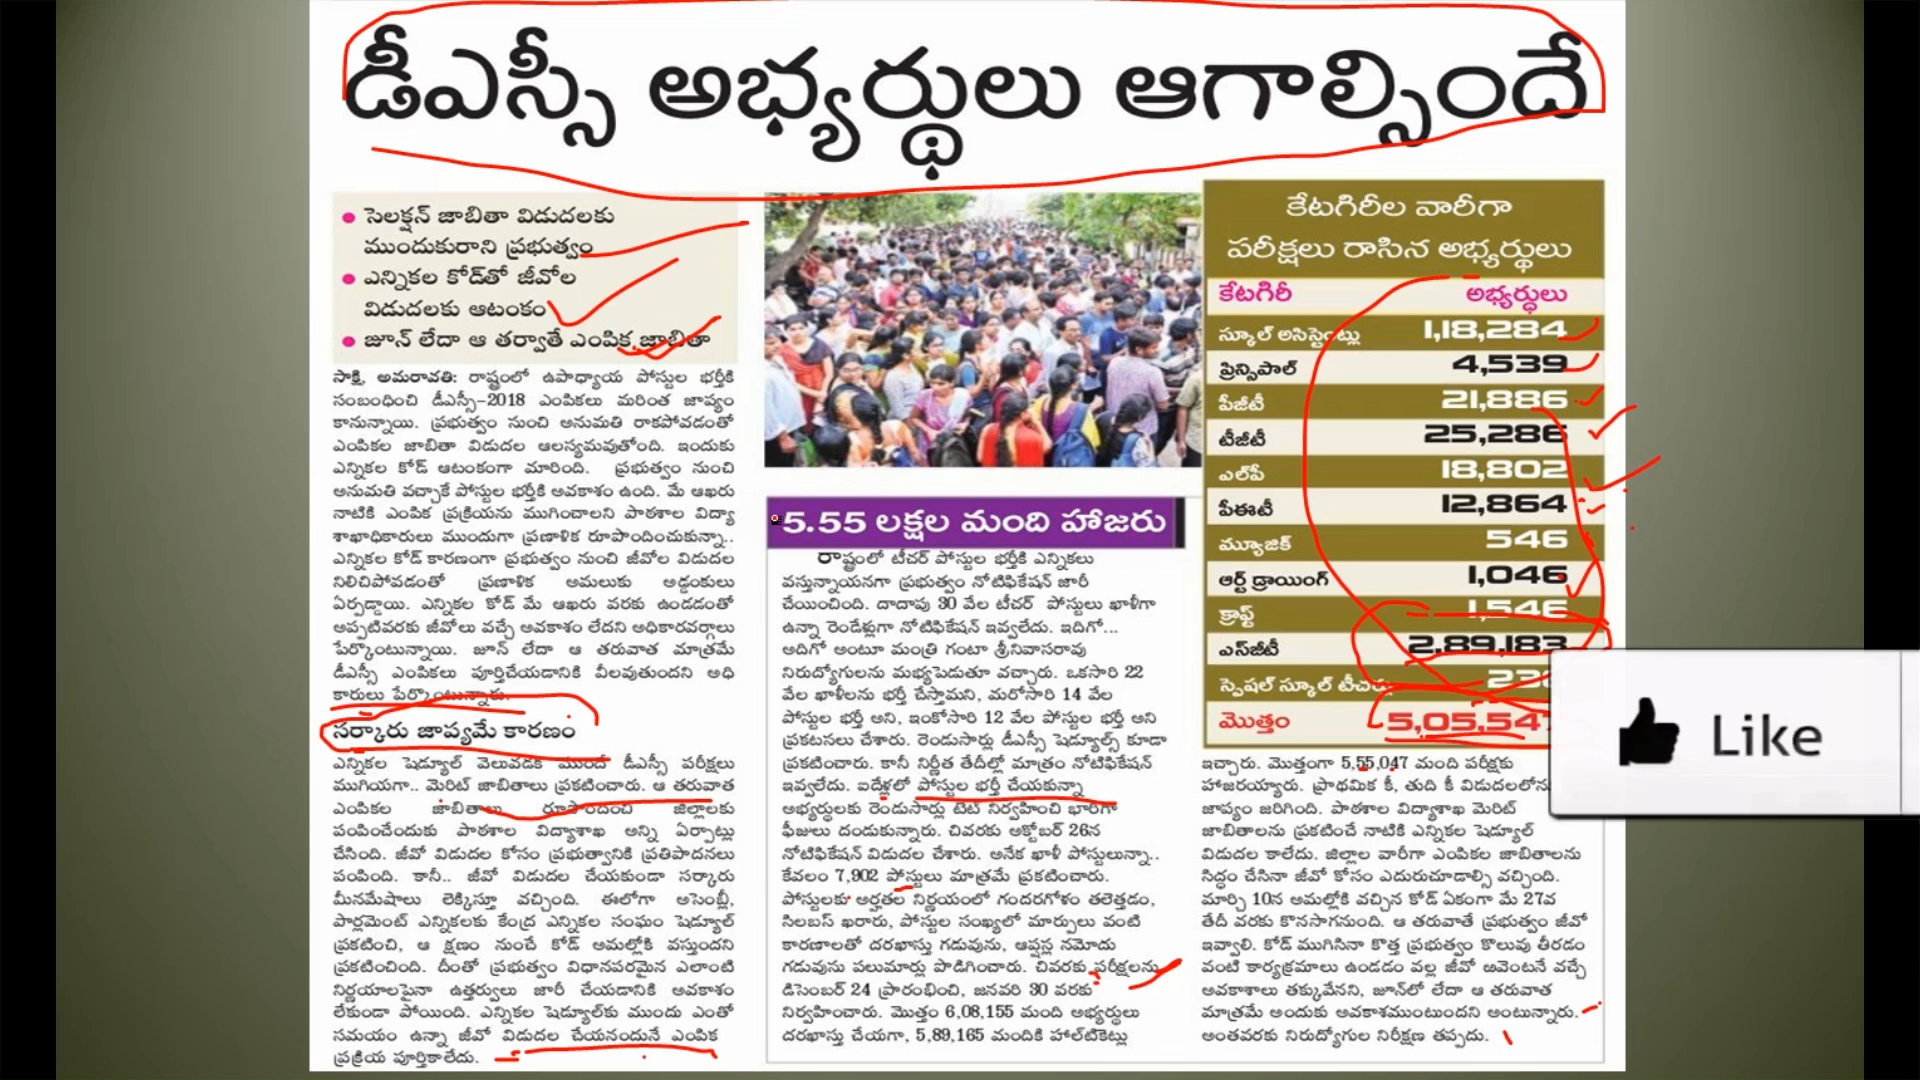 డీఎస్సీ అభ్యర్థులు ఆగాల్సిందే
● సెలక్షన్ జాబితా విడుదలకు
ముందుకురాని ప్రభుత్వం
● ఎన్నికల కోడ్‌తో జీవోల
విడుదలకు ఆటంకం
● జూన్ లేదా ఆ తర్వాతే ఎంపిక జాబితా
సాక్షి, అమరావతి: రాష్ట్రంలో ఉపాధ్యాయ పోస్టుల భర్తీకి
సంబంధించి డీఎస్సీ–2018 ఎంపికలు మరింత జాప్యం
కానున్నాయి. ప్రభుత్వం నుంచి అనుమతి రాకపోవడంతో
ఎంపికల జాబితా విడుదల ఆలస్యమవుతోంది. ఇందుకు
ఎన్నికల కోడ్ ఆటంకంగా మారింది. ప్రభుత్వం నుంచి
అనుమతి వచ్చాకే పోస్టుల భర్తీకి అవకాశం ఉంది. మే ఆఖరు
నాటికి ఎంపిక ప్రక్రియను ముగించాలని పాఠశాల విద్యా
శాఖాధికారులు ముందుగా ప్రణాళిక రూపొందించుకున్నా..
ఎన్నికల కోడ్ కారణంగా ప్రభుత్వం నుంచి జీవోల విడుదల
నిలిచిపోవడంతో ప్రణాళిక అమలుకు అడ్డంకులు
ఏర్పడ్డాయి. ఎన్నికల కోడ్ మే ఆఖరు వరకు ఉండడంతో
అప్పటివరకు జీవోలు వచ్చే అవకాశం లేదని అధికారవర్గాలు
పేర్కొంటున్నాయి. జూన్ లేదా ఆ తరువాత మాత్రమే
డీఎస్సీ ఎంపికలు పూర్తిచేయడానికి వీలవుతుందని అధి
కారులు పేర్కొంటున్నారు.
సర్కారు జాప్యమే కారణం
ఎన్నికల షెడ్యూల్ వెలువడక ముందే డీఎస్సీ పరీక్షలు
ముగియగా.. మెరిట్ జాబితాలు ప్రకటించారు. ఆ తరువాత
ఎంపికల జాబితాలు రూపొందించి జిల్లాలకు
పంపించేందుకు పాఠశాల విద్యాశాఖ అన్ని ఏర్పాట్లు
చేసింది. జీవో విడుదల కోసం ప్రభుత్వానికి ప్రతిపాదనలు
పంపింది. కానీ.. జీవో విడుదల చేయకుండా సర్కారు
మీనమేషాలు లెక్కిస్తూ వచ్చింది. ఈలోగా అసెంబ్లీ,
పార్లమెంట్ ఎన్నికలకు కేంద్ర ఎన్నికల సంఘం షెడ్యూల్
ప్రకటించి, ఆ క్షణం నుంచే కోడ్ అమల్లోకి వస్తుందని
ప్రకటించింది. దీంతో ప్రభుత్వం విధానపరమైన ఎలాంటి
నిర్ణయాలపైనా ఉత్తర్వులు జారీ చేయడానికి అవకాశం
లేకుండా పోయింది. ఎన్నికల షెడ్యూల్‌కు ముందు ఎంతో
సమయం ఉన్నా జీవో విడుదల చేయనందునే ఎంపిక
ప్రక్రియ పూర్తికాలేదు.
5.55 లక్షల మంది హాజరు
రాష్ట్రంలో టీచర్ పోస్టుల భర్తీకి ఎన్నికలు
వస్తున్నాయనగా ప్రభుత్వం నోటిఫికేషన్ జారీ
చేయించింది. దాదాపు 30 వేల టీచర్ పోస్టులు ఖాళీగా
ఉన్నా రెండేళ్లుగా నోటిఫికేషన్ ఇవ్వలేదు. ఇదిగో...
అదిగో అంటూ మంత్రి గంటా శ్రీనివాసరావు
నిరుద్యోగులను మభ్యపెడుతూ వచ్చారు. ఒకసారి 22
వేల ఖాళీలను భర్తీ చేస్తామని, మరోసారి 14 వేల
పోస్టుల భర్తీ అని, ఇంకోసారి 12 వేల పోస్టుల భర్తీ అని
ప్రకటనలు చేశారు. రెండుసార్లు డీఎస్సీ షెడ్యూల్స్ కూడా
ప్రకటించారు. కానీ నిర్ణీత తేదీల్లో మాత్రం నోటిఫికేషన్
ఇవ్వలేదు. ఐదేళ్లలో పోస్టుల భర్తీ చేయకున్నా
అభ్యర్థులకు రెండుసార్లు టెట్ నిర్వహించి భారీగా
ఫీజులు దండుకున్నారు. చివరకు అక్టోబర్ 26న
నోటిఫికేషన్ విడుదల చేశారు. అనేక ఖాళీ పోస్టులున్నా..
కేవలం 7,902 పోస్టులు మాత్రమే ప్రకటించారు.
పోస్టులకు అర్హతల నిర్ణయంలో గందరగోళం తలెత్తడం,
సిలబస్ ఖరారు, పోస్టుల సంఖ్యలో మార్పులు వంటి
కారణాలతో దరఖాస్తు గడువును, ఆప్షన్ల నమోదు
గడువును పలుమార్లు పొడిగించారు. చివరకు పరీక్షలను
డిసెంబర్ 24 ప్రారంభించి, జనవరి 30 వరకు
నిర్వహించారు. మొత్తం 6,08,155 మంది అభ్యర్థులు
దరఖాస్తు చేయగా, 5,89,165 మందికి హాల్‌టికెట్లు
కేటగిరీల వారీగా
పరీక్షలు రాసిన అభ్యర్థులు
కేటగిరీ అభ్యర్థులు
స్కూల్ అసిస్టెంట్లు 1,18,284
ప్రిన్సిపాల్ 4,539
పీజీటీ 21,886
టీజీటీ 25,286
ఎల్‌పీ 18,802
పీఈటీ 12,864
మ్యూజిక్ 546
ఆర్ట్ డ్రాయింగ్ 1,046
క్రాఫ్ట్ 1,546
ఎస్‌జీటీ 2,89,183
స్పెషల్ స్కూల్ టీచర్లు
మొత్తం 5,05,547
ఇచ్చారు. మొత్తంగా 5,55,047 మంది పరీక్షకు
హాజరయ్యారు. ప్రాథమిక కీ, తుది కీ విడుదలలోనూ
జాప్యం జరిగింది. పాఠశాల విద్యాశాఖ మెరిట్
జాబితాలను ప్రకటించే నాటికి ఎన్నికల షెడ్యూల్
విడుదల కాలేదు. జిల్లాల వారీగా ఎంపికల జాబితాలను
సిద్ధం చేసినా జీవో కోసం ఎదురుచూడాల్సి వచ్చింది.
మార్చి 10న అమల్లోకి వచ్చిన కోడ్ ఏకంగా మే 27వ
తేదీ వరకు కొనసాగనుంది. ఆ తరువాతే ప్రభుత్వం జీవో
ఇవ్వాలి. కోడ్ ముగిసినా కొత్త ప్రభుత్వం కొలువు తీరడం
వంటి కార్యక్రమాలు ఉండడం వల్ల జీవో ఇవెంటనే వచ్చే
అవకాశాలు తక్కువేనని, జూన్‌లో లేదా ఆ తరువాత
మాత్రమే అందుకు అవకాశముంటుందని అంటున్నారు.
అంతవరకు నిరుద్యోగుల నిరీక్షణ తప్పదు.
Like